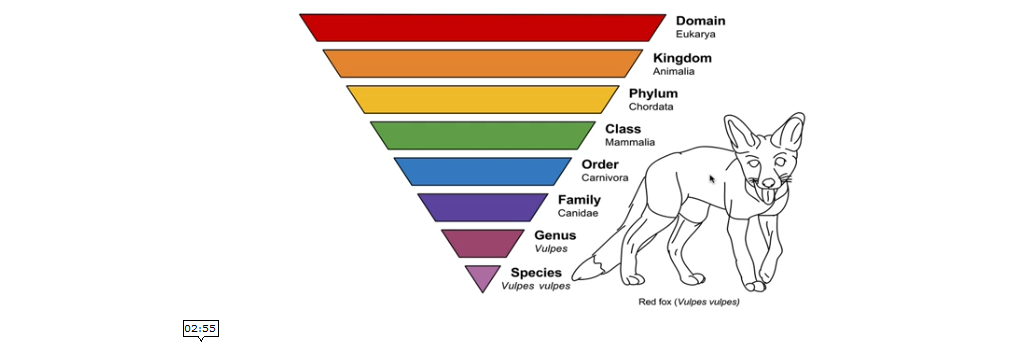 Domain
Eukarya
Kingdom
Animalia
Phylum
Chordata
Class
Mammalia
Order
Carnivora
Family
Canidae
Genus
Vulpes
Species
Vulpes vulpes
Red fox (Vulpes vulpes)
02:55